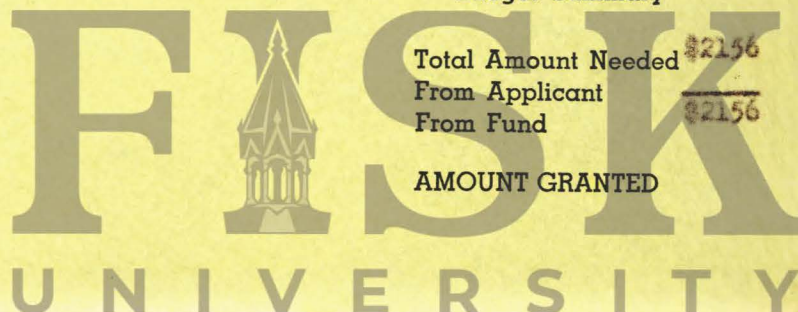 Total Amount Needed $2156
From Applicant
From Fund $2156
AMOUNT GRANTED
FISK
UNIVERSITY